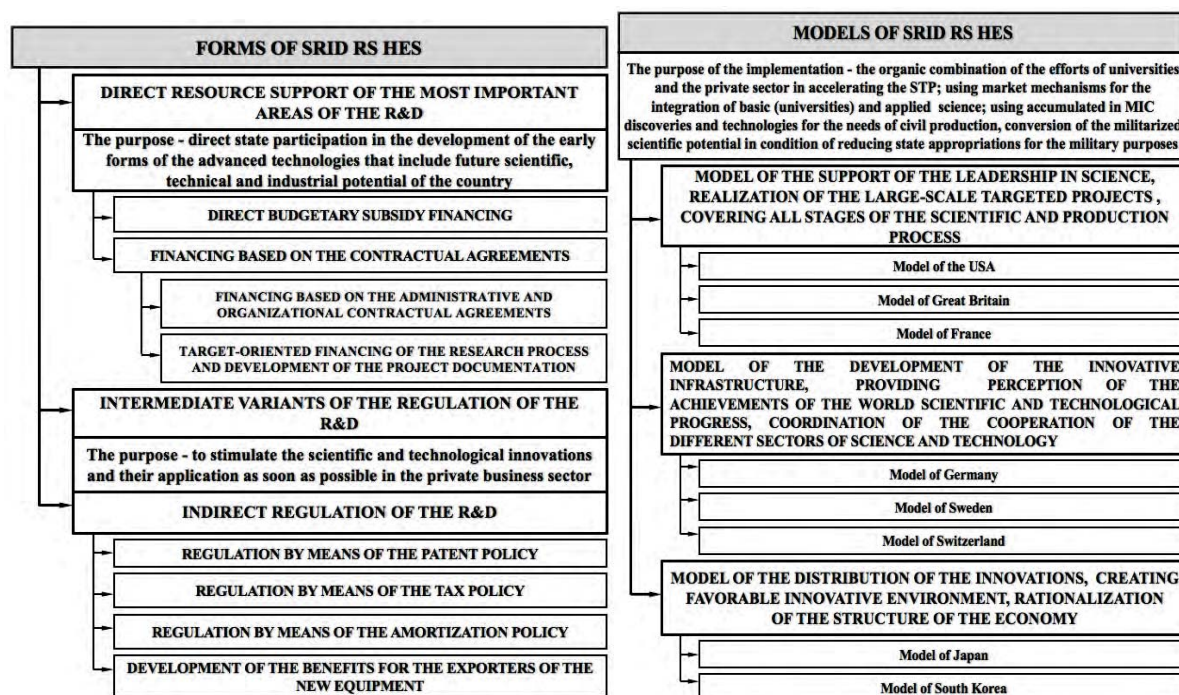 FORMS OF SRID RS HES
DIRECT RESOURCE SUPPORT OF THE MOST IMPORTANT
AREAS OF THE R&D
The purpose - direct state participation in the development of the early
forms of the advanced technologies that include future scientific,
technical and industrial potential of the country
DIRECT BUDGETARY SUBSIDY FINANCING
FINANCING BASED ON THE CONTRACTUAL AGREEMENTS
FINANCING BASED ON THE ADMINISTRATIVE AND
ORGANIZATIONAL CONTRACTUAL AGREEMENTS
TARGET-ORIENTED FINANCING OF THE RESEARCH PROCESS
AND DEVELOPMENT OF THE PROJECT DOCUMENTATION
INTERMEDIATE VARIANTS OF THE REGULATION OF THE
R&D
The purpose - to stimulate the scientific and technological innovations
and their application as soon as possible in the private business sector
INDIRECT REGULATION OF THE R&D
REGULATION BY MEANS OF THE PATENT POLICY
REGULATION BY MEANS OF THE TAX POLICY
REGULATION BY MEANS OF THE AMORTIZATION POLICY
DEVELOPMENT OF THE BENEFITS FOR THE EXPORTERS OF THE
NEW EQUIPMENT
MODELS OF SRID RS HES
The purpose of the implementation - the organic combination of the efforts of universities
and the private sector in accelerating the STP; using market mechanisms for the
integration of basic (universities) and applied science; using accumulated in MIC
discoveries and technologies for the needs of civil production, conversion of the militarized
scientific potential in condition of reducing state appropriations for the military purposes
MODEL OF THE SUPPORT OF THE LEADERSHIP IN SCIENCE,
REALIZATION OF THE LARGE-SCALE TARGETED PROJECTS ,
COVERING ALL STAGES OF THE SCIENTIFIC AND PRODUCTION
PROCESS
Model of the USA
Model of Great Britain
Model of France
MODEL OF THE DEVELOPMENT OF THE INNOVATIVE
INFRASTRUCTURE, PROVIDING PERCEPTION OF THE
ACHIEVEMENTS OF THE WORLD SCIENTIFIC AND TECHNOLOGICAL
PROGRESS, COORDINATION OF THE COOPERATION OF THE
DIFFERENT SECTORS OF SCIENCE AND TECHNOLOGY
Model of Germany
Model of Sweden
Model of Switzerland
MODEL OF THE DISTRIBUTION OF THE INNOVATIONS, CREATING
FAVORABLE INNOVATIVE ENVIRONMENT, RATIONALIZATION
OF THE STRUCTURE OF THE ECONOMY
Model of Japan
Model of South Korea